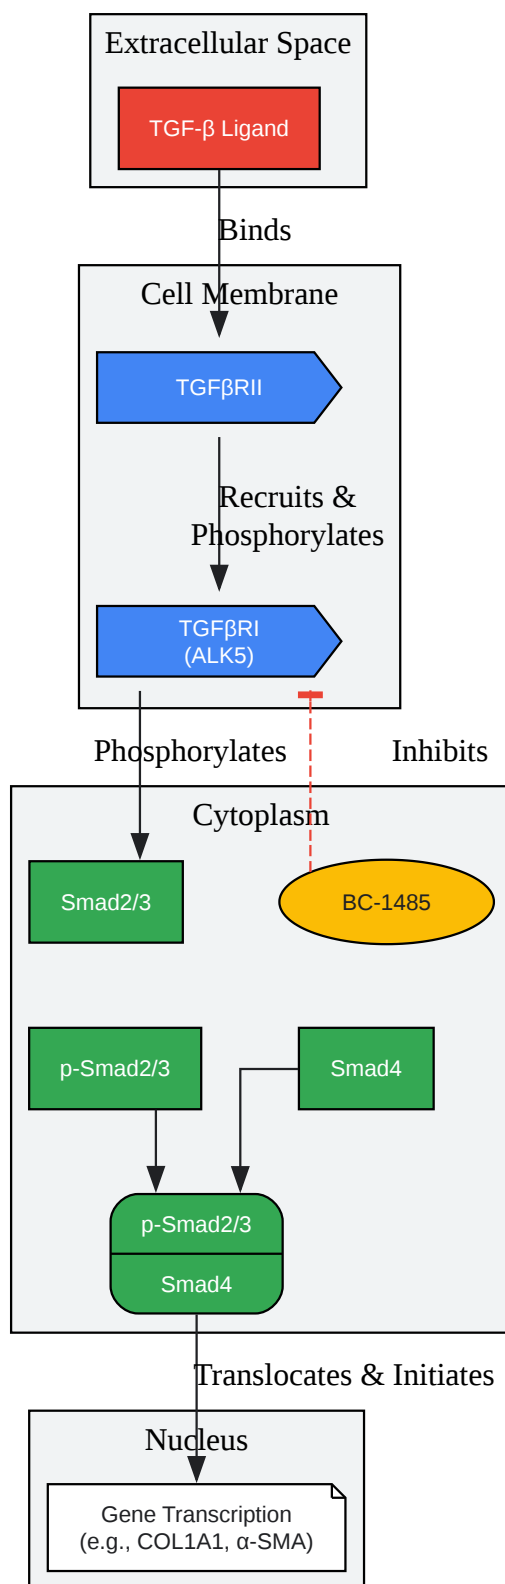 Extracellular Space
TGF-β Ligand
Binds
Cell Membrane
TGFβRII
Recruits &
Phosphorylates
TGFβRI
(ALK5)
Phosphorylates
Inhibits
Cytoplasm
Smad2/3
BC-1485
p-Smad2/3
Smad4
p-Smad2/3
Smad4
Translocates & Initiates
Nucleus
Gene Transcription
(e.g., COL1A1, α-SMA)